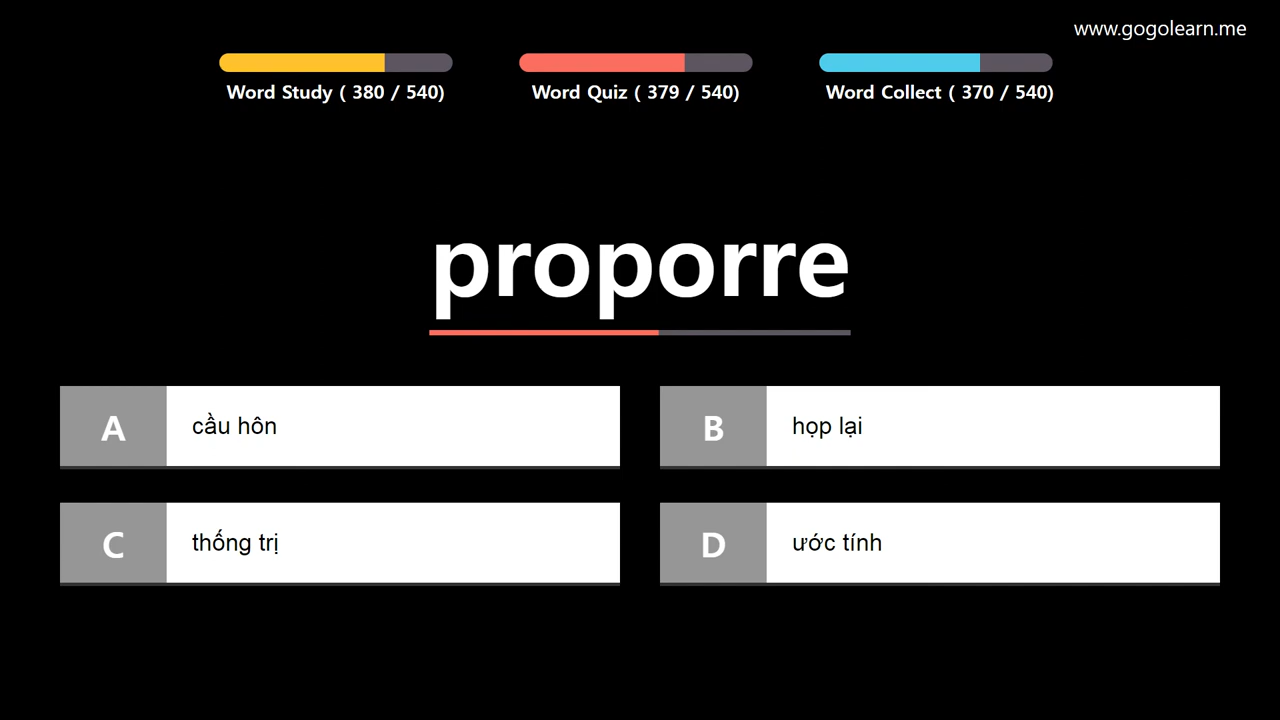 www.gogolearn.me
Word Study ( 380 / 540)
Word Quiz ( 379 / 540)
Word Collect ( 370 / 540)
proporre
A
cầu hôn
B
họp lại
C
thống trị
D
ước tính